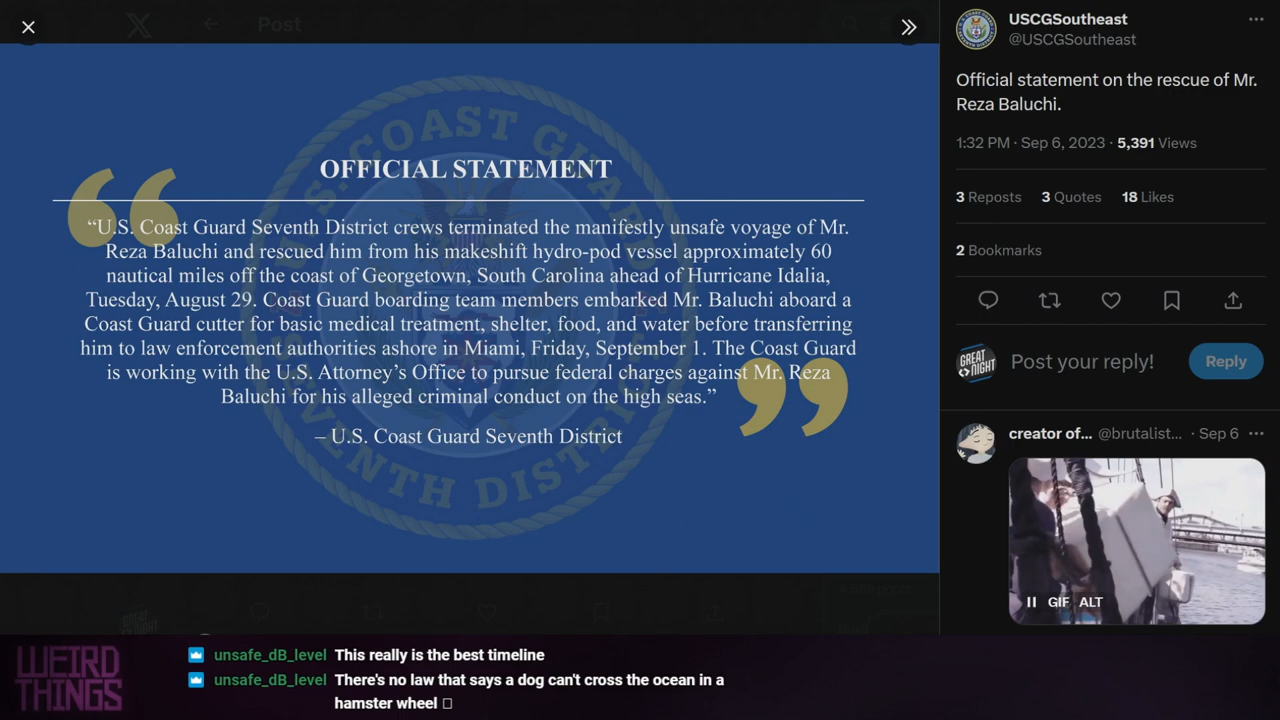 Post
USCGSoutheast
@USCGSoutheast
Official statement on the rescue of Mr.
Reza Baluchi.
1:32 PM · Sep 6, 2023 · 5,391 Views
3 Reposts 3 Quotes 18 Likes
2 Bookmarks
GREAT
NIGHT
Post your reply!
Reply
creator of... @brutalist... · Sep 6
GIF ALT
U.S. COAST GUARD
SEVENTH DISTRICT
OFFICIAL STATEMENT
“U.S. Coast Guard Seventh District crews terminated the manifestly unsafe voyage of Mr.
Reza Baluchi and rescued him from his makeshift hydro-pod vessel approximately 60
nautical miles off the coast of Georgetown, South Carolina ahead of Hurricane Idalia,
Tuesday, August 29. Coast Guard boarding team members embarked Mr. Baluchi aboard a
Coast Guard cutter for basic medical treatment, shelter, food, and water before transferring
him to law enforcement authorities ashore in Miami, Friday, September 1. The Coast Guard
is working with the U.S. Attorney’s Office to pursue federal charges against Mr. Reza
Baluchi for his alleged criminal conduct on the high seas.”
– U.S. Coast Guard Seventh District
WEIRD
THINGS
unsafe_dB_level This really is the best timeline
unsafe_dB_level There's no law that says a dog can't cross the ocean in a
hamster wheel